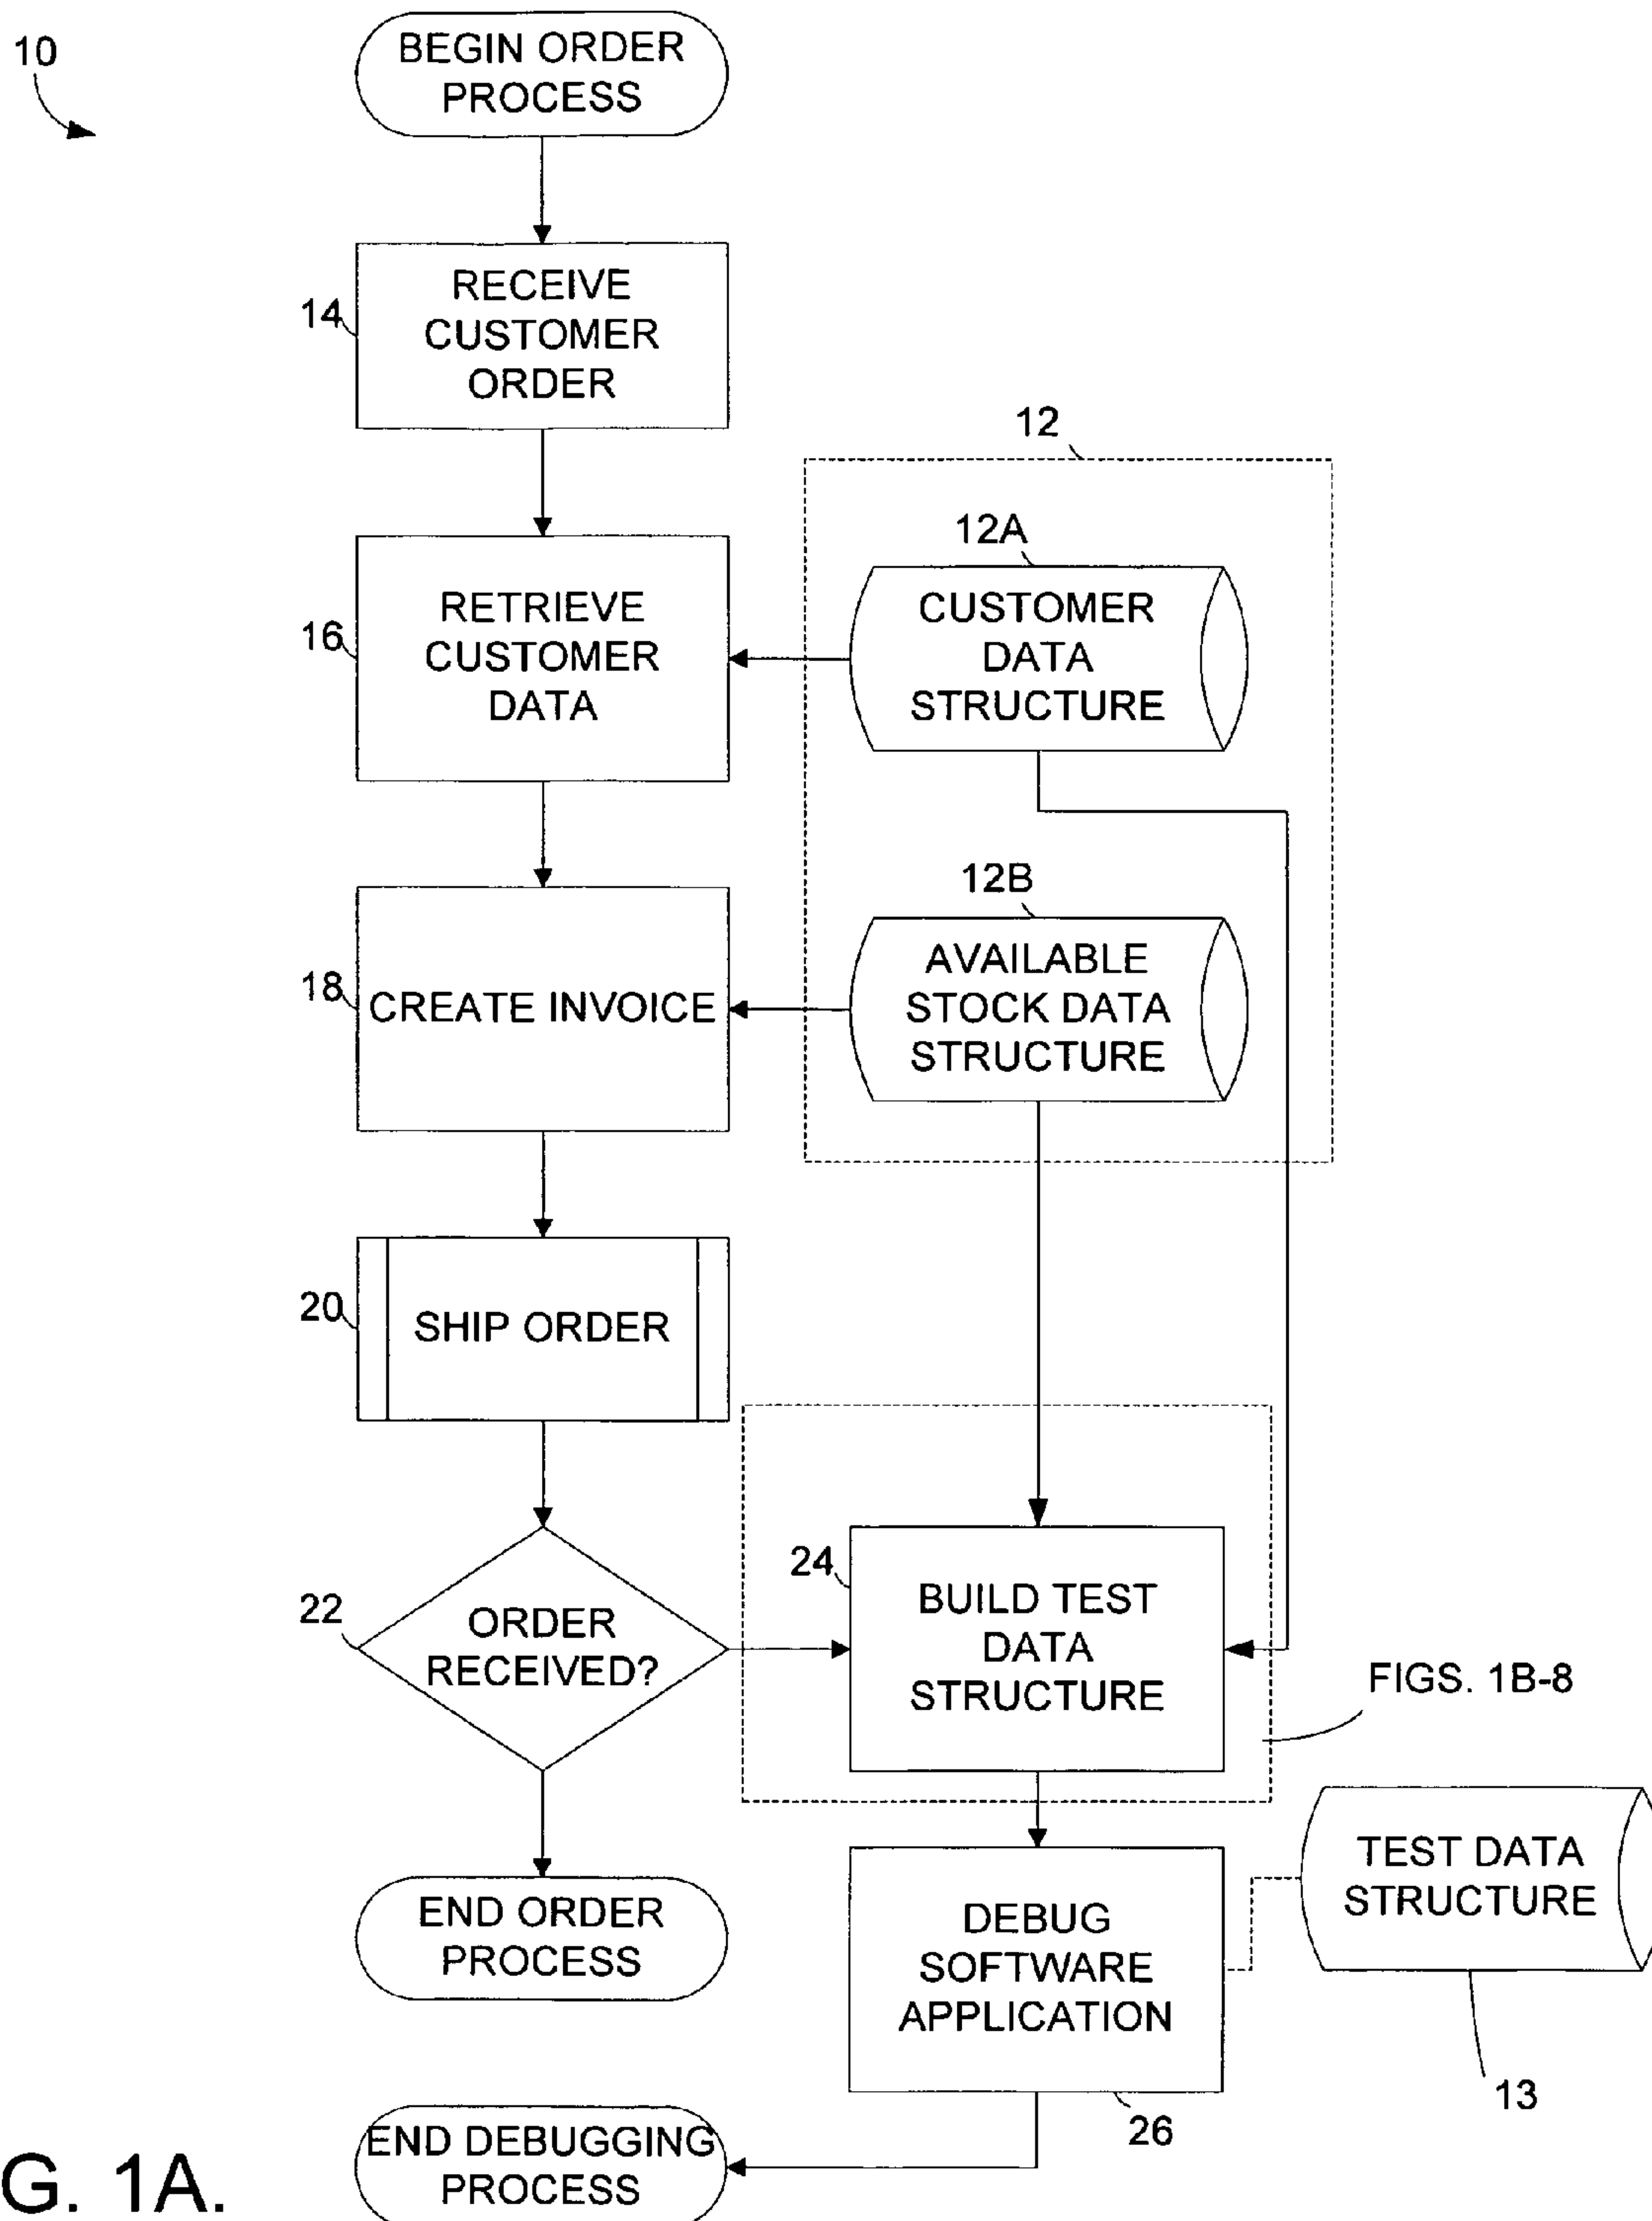 10
BEGIN ORDER
PROCESS
14
RECEIVE
CUSTOMER
ORDER
12
12A
16
RETRIEVE
CUSTOMER
DATA
CUSTOMER
DATA
STRUCTURE
12B
18
CREATE INVOICE
AVAILABLE
STOCK DATA
STRUCTURE
20
SHIP ORDER
22
ORDER
RECEIVED?
24
BUILD TEST
DATA
STRUCTURE
FIGS. 1B-8
END ORDER
PROCESS
DEBUG
SOFTWARE
APPLICATION
TEST DATA
STRUCTURE
13
26
END DEBUGGING
PROCESS
G. 1A.